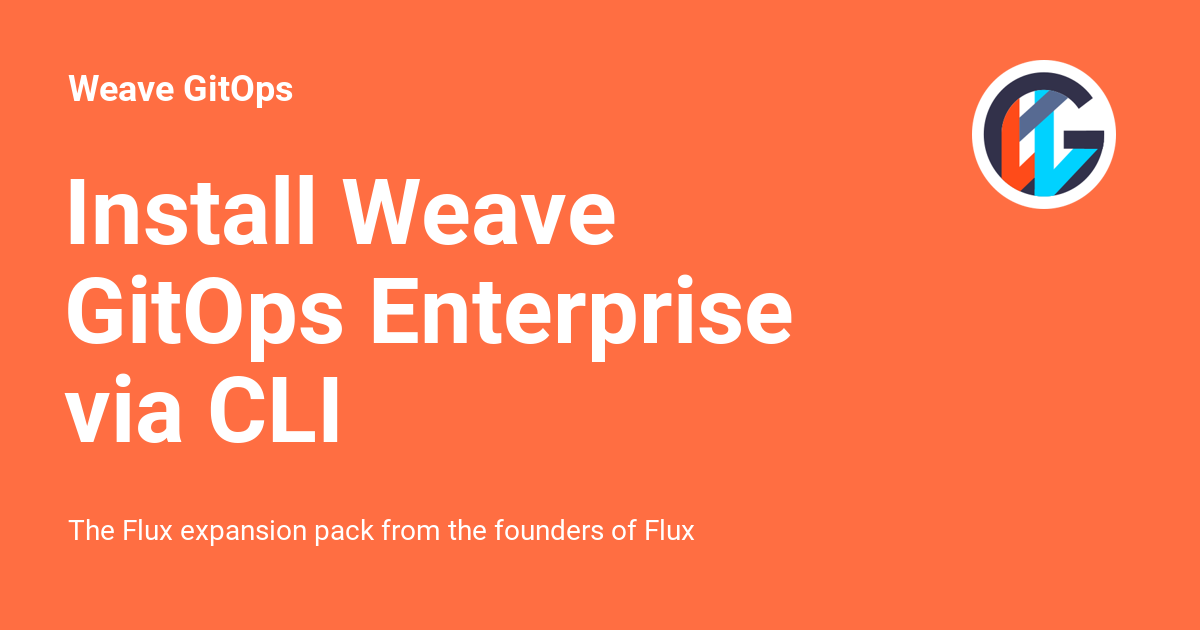 Weave GitOps
Install Weave
GitOps Enterprise
via CLI
The Flux expansion pack from the founders of Flux